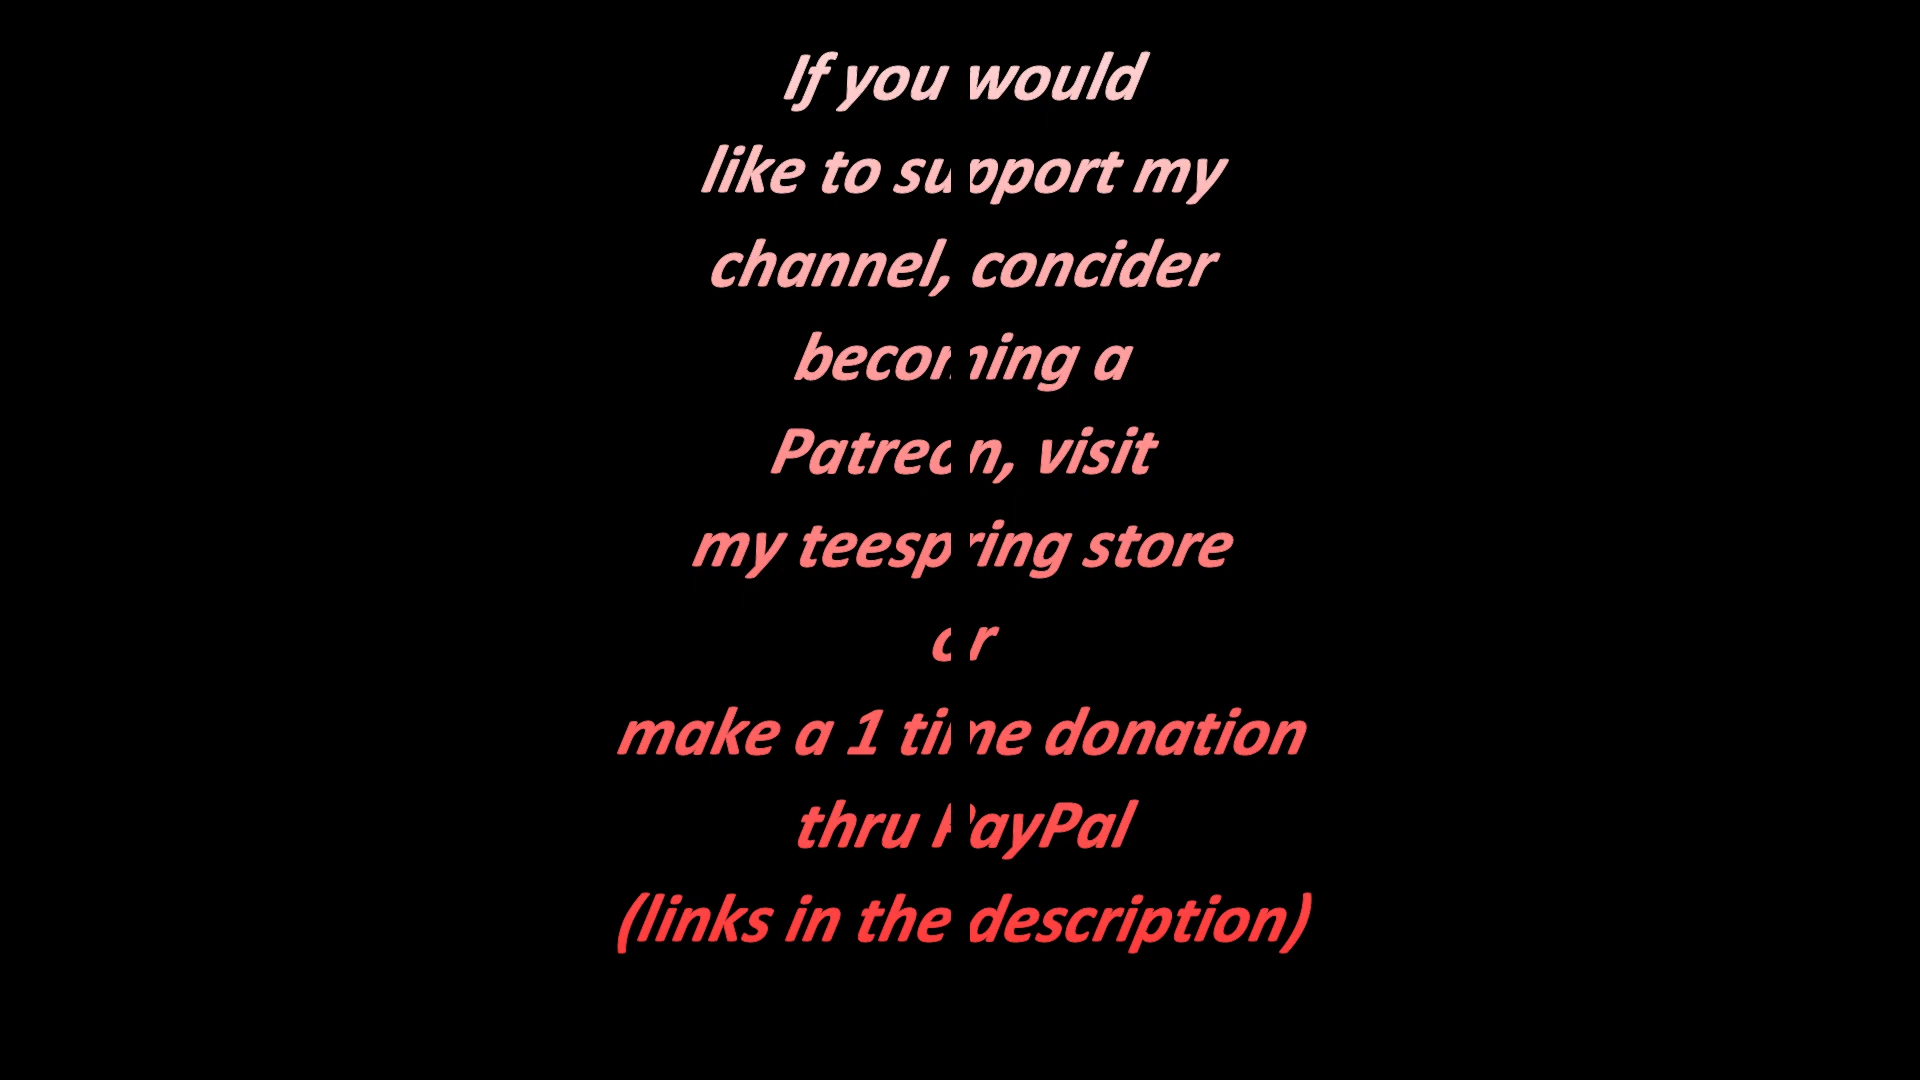 If you would
like to support my
channel, concider
becoming a
Patreon, visit
my teespring store
or
make a 1 time donation
thru PayPal
(links in the description)